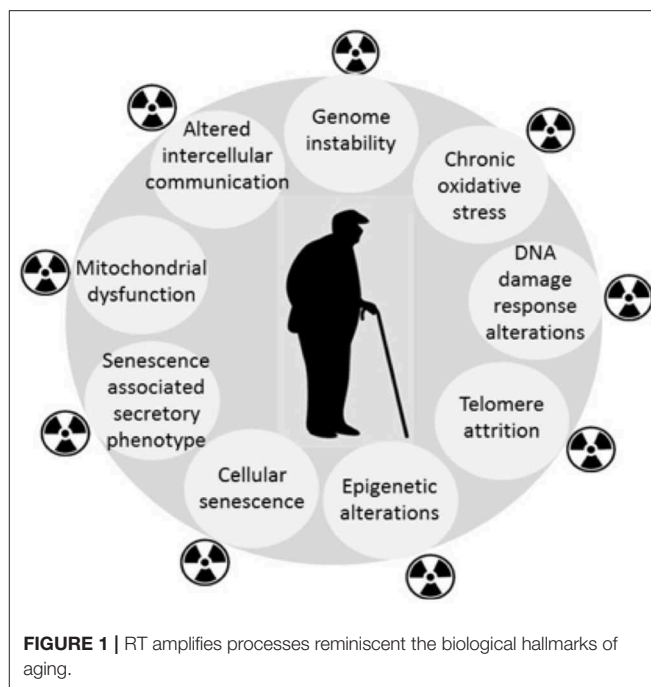 Genome
instability
Chronic
oxidative
stress
DNA
damage
response
alterations
Telomere
attrition
Epigenetic
alterations
Cellular
senescence
Senescence
associated
secretory
phenotype
Mitochondrial
dysfunction
Altered
intercellular
communication
FIGURE 1 | RT amplifies processes reminiscent the biological hallmarks of
aging.